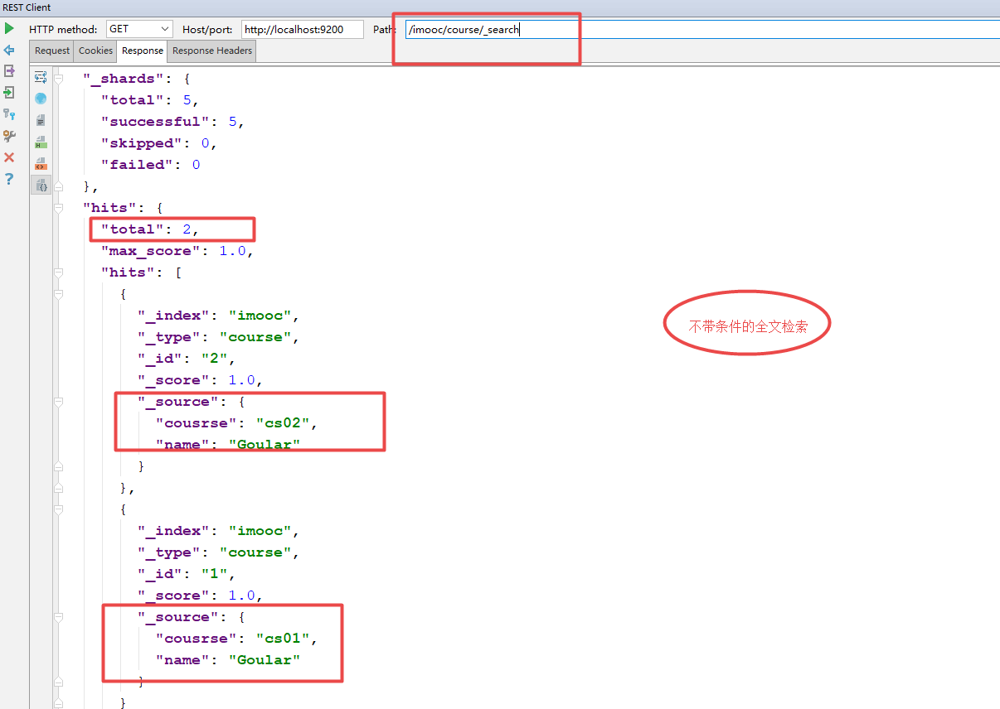 REST Client
HTTP method: GET Host/port: http://localhost:9200 Path: /imooc/course/_search
Request Cookies Response Response Headers
"_shards": {
"total": 5,
"successful": 5,
"skipped": 0,
"failed": 0
},
"hits": {
"total": 2,
"max_score": 1.0,
"hits": [
{
"_index": "imooc",
"_type": "course",
不带条件的全文检索
"_id": "2",
"_score": 1.0,
"_source": {
"cousrse": "cs02",
"name": "Goular"
}
},
{
"_index": "imooc",
"_type": "course",
"_id": "1",
"_score": 1.0,
"_source": {
"cousrse": "cs01",
"name": "Goular"
}
}